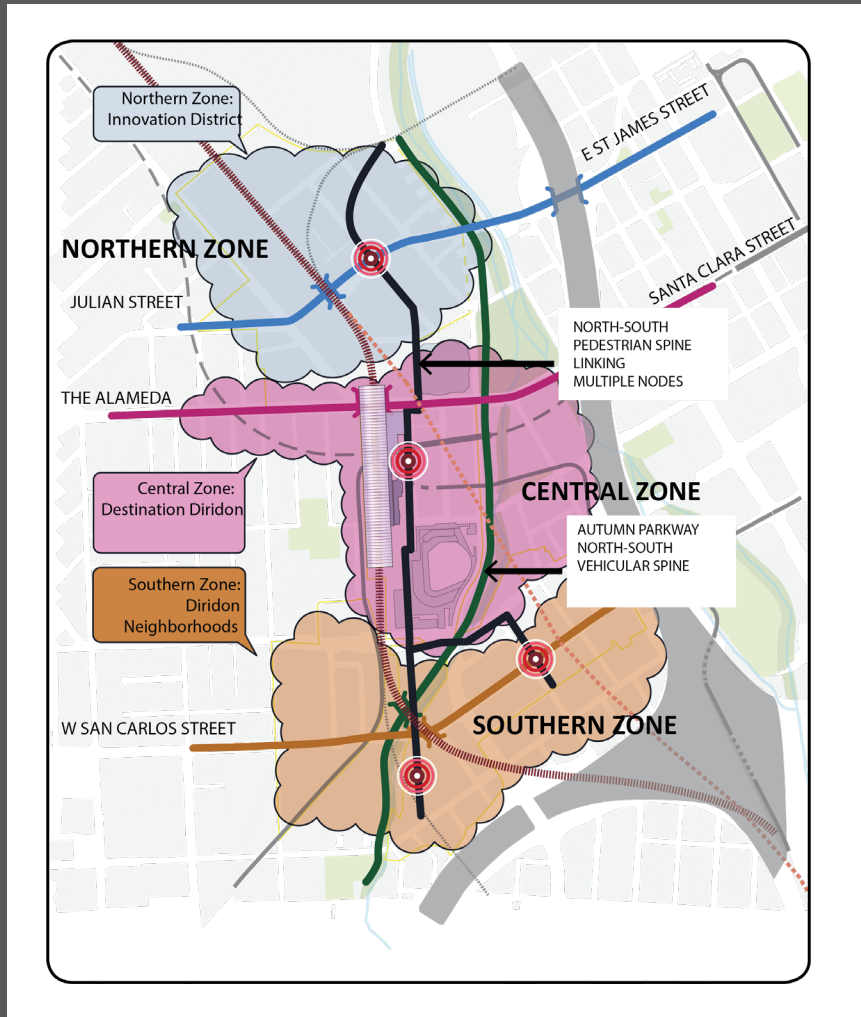 Northern Zone:
Innovation District
E ST JAMES STREET
NORTHERN ZONE
SANTA CLARA STREET
JULIAN STREET
NORTH-SOUTH
PEDESTRIAN SPINE
LINKING
MULTIPLE NODES
THE ALAMEDA
Central Zone:
Destination Diridon
CENTRAL ZONE
AUTUMN PARKWAY
NORTH-SOUTH
VEHICULAR SPINE
Southern Zone:
Diridon
Neighborhoods
W SAN CARLOS STREET
SOUTHERN ZONE